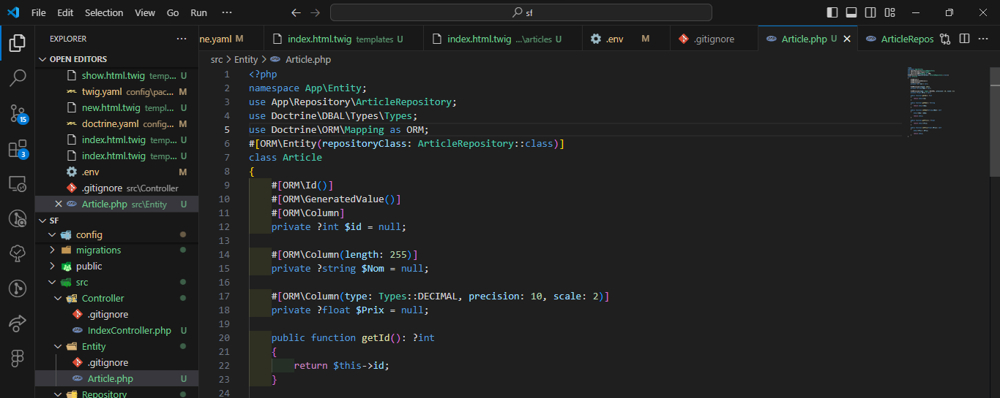 File Edit Selection View Go Run ··· sf
EXPLORER ···
ne.yaml M index.html.twig templates U index.html.twig ...\articles U .env M .gitignore Article.php U ArticleRepos ···
OPEN EDITORS
show.html.twig temp... U
twig.yaml config\pac... M
new.html.twig temp... U
doctrine.yaml config... M
index.html.twig temp... U
index.html.twig temp... U
.env M
.gitignore src\Controller
Article.php src\Entity U
SF
config
migrations
public
src
Controller
.gitignore
IndexController.php U
Entity
.gitignore
Article.php U
Repository
15
3
src > Entity > Article.php
1 <?php
2 namespace App\Entity;
3 use App\Repository\ArticleRepository;
4 use Doctrine\DBAL\Types\Types;
5 use Doctrine\ORM\Mapping as ORM;
6 #[ORM\Entity(repositoryClass: ArticleRepository::class)]
7 class Article
8 {
9 #[ORM\Id()]
10 #[ORM\GeneratedValue()]
11 #[ORM\Column]
12 private ?int $id = null;
13
14 #[ORM\Column(length: 255)]
15 private ?string $Nom = null;
16
17 #[ORM\Column(type: Types::DECIMAL, precision: 10, scale: 2)]
18 private ?float $Prix = null;
19
20 public function getId(): ?int
21 {
22 return $this->id;
23 }
24